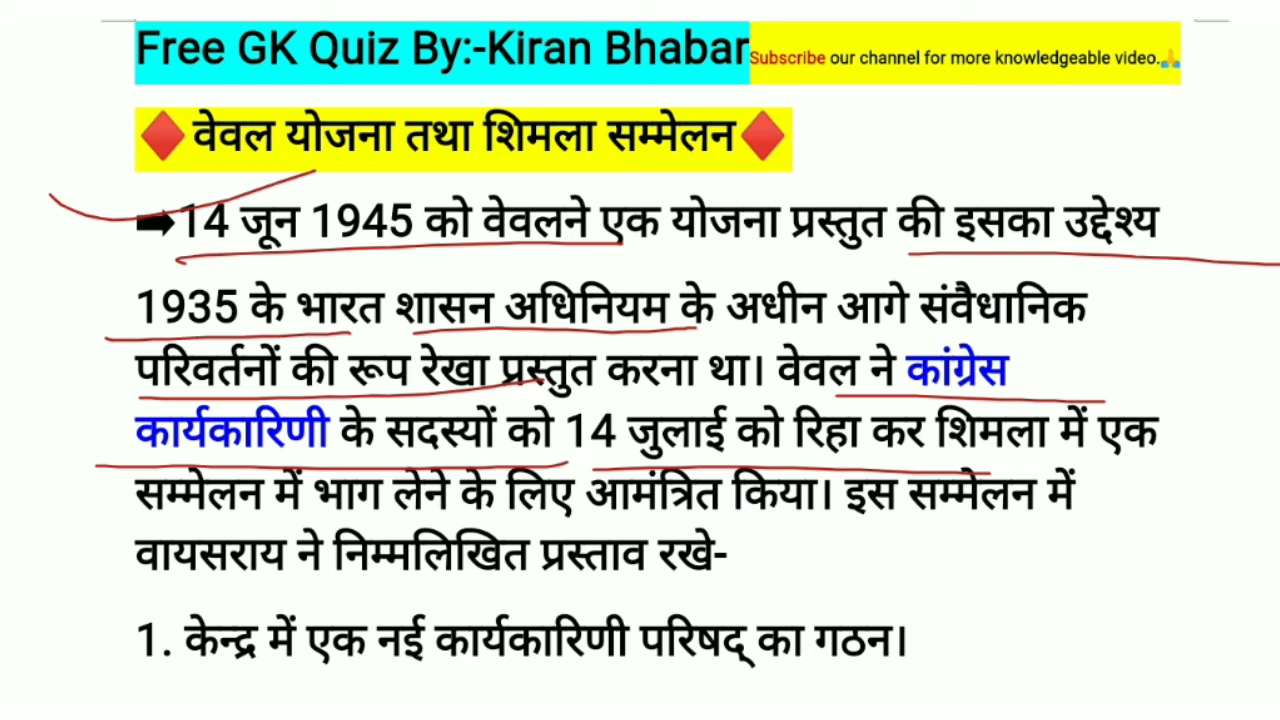 Free GK Quiz By:-Kiran Bhabar Subscribe our channel for more knowledgeable video.🙏
♦️वेवल योजना तथा शिमला सम्मेलन♦️
➡️14 जून 1945 को वेवलने एक योजना प्रस्तुत की इसका उद्देश्य
1935 के भारत शासन अधिनियम के अधीन आगे संवैधानिक
परिवर्तनों की रूप रेखा प्रस्तुत करना था। वेवल ने कांग्रेस
कार्यकारिणी के सदस्यों को 14 जुलाई को रिहा कर शिमला में एक
सम्मेलन में भाग लेने के लिए आमंत्रित किया। इस सम्मेलन में
वायसराय ने निम्मलिखित प्रस्ताव रखे-
1. केन्द्र में एक नई कार्यकारिणी परिषद् का गठन।